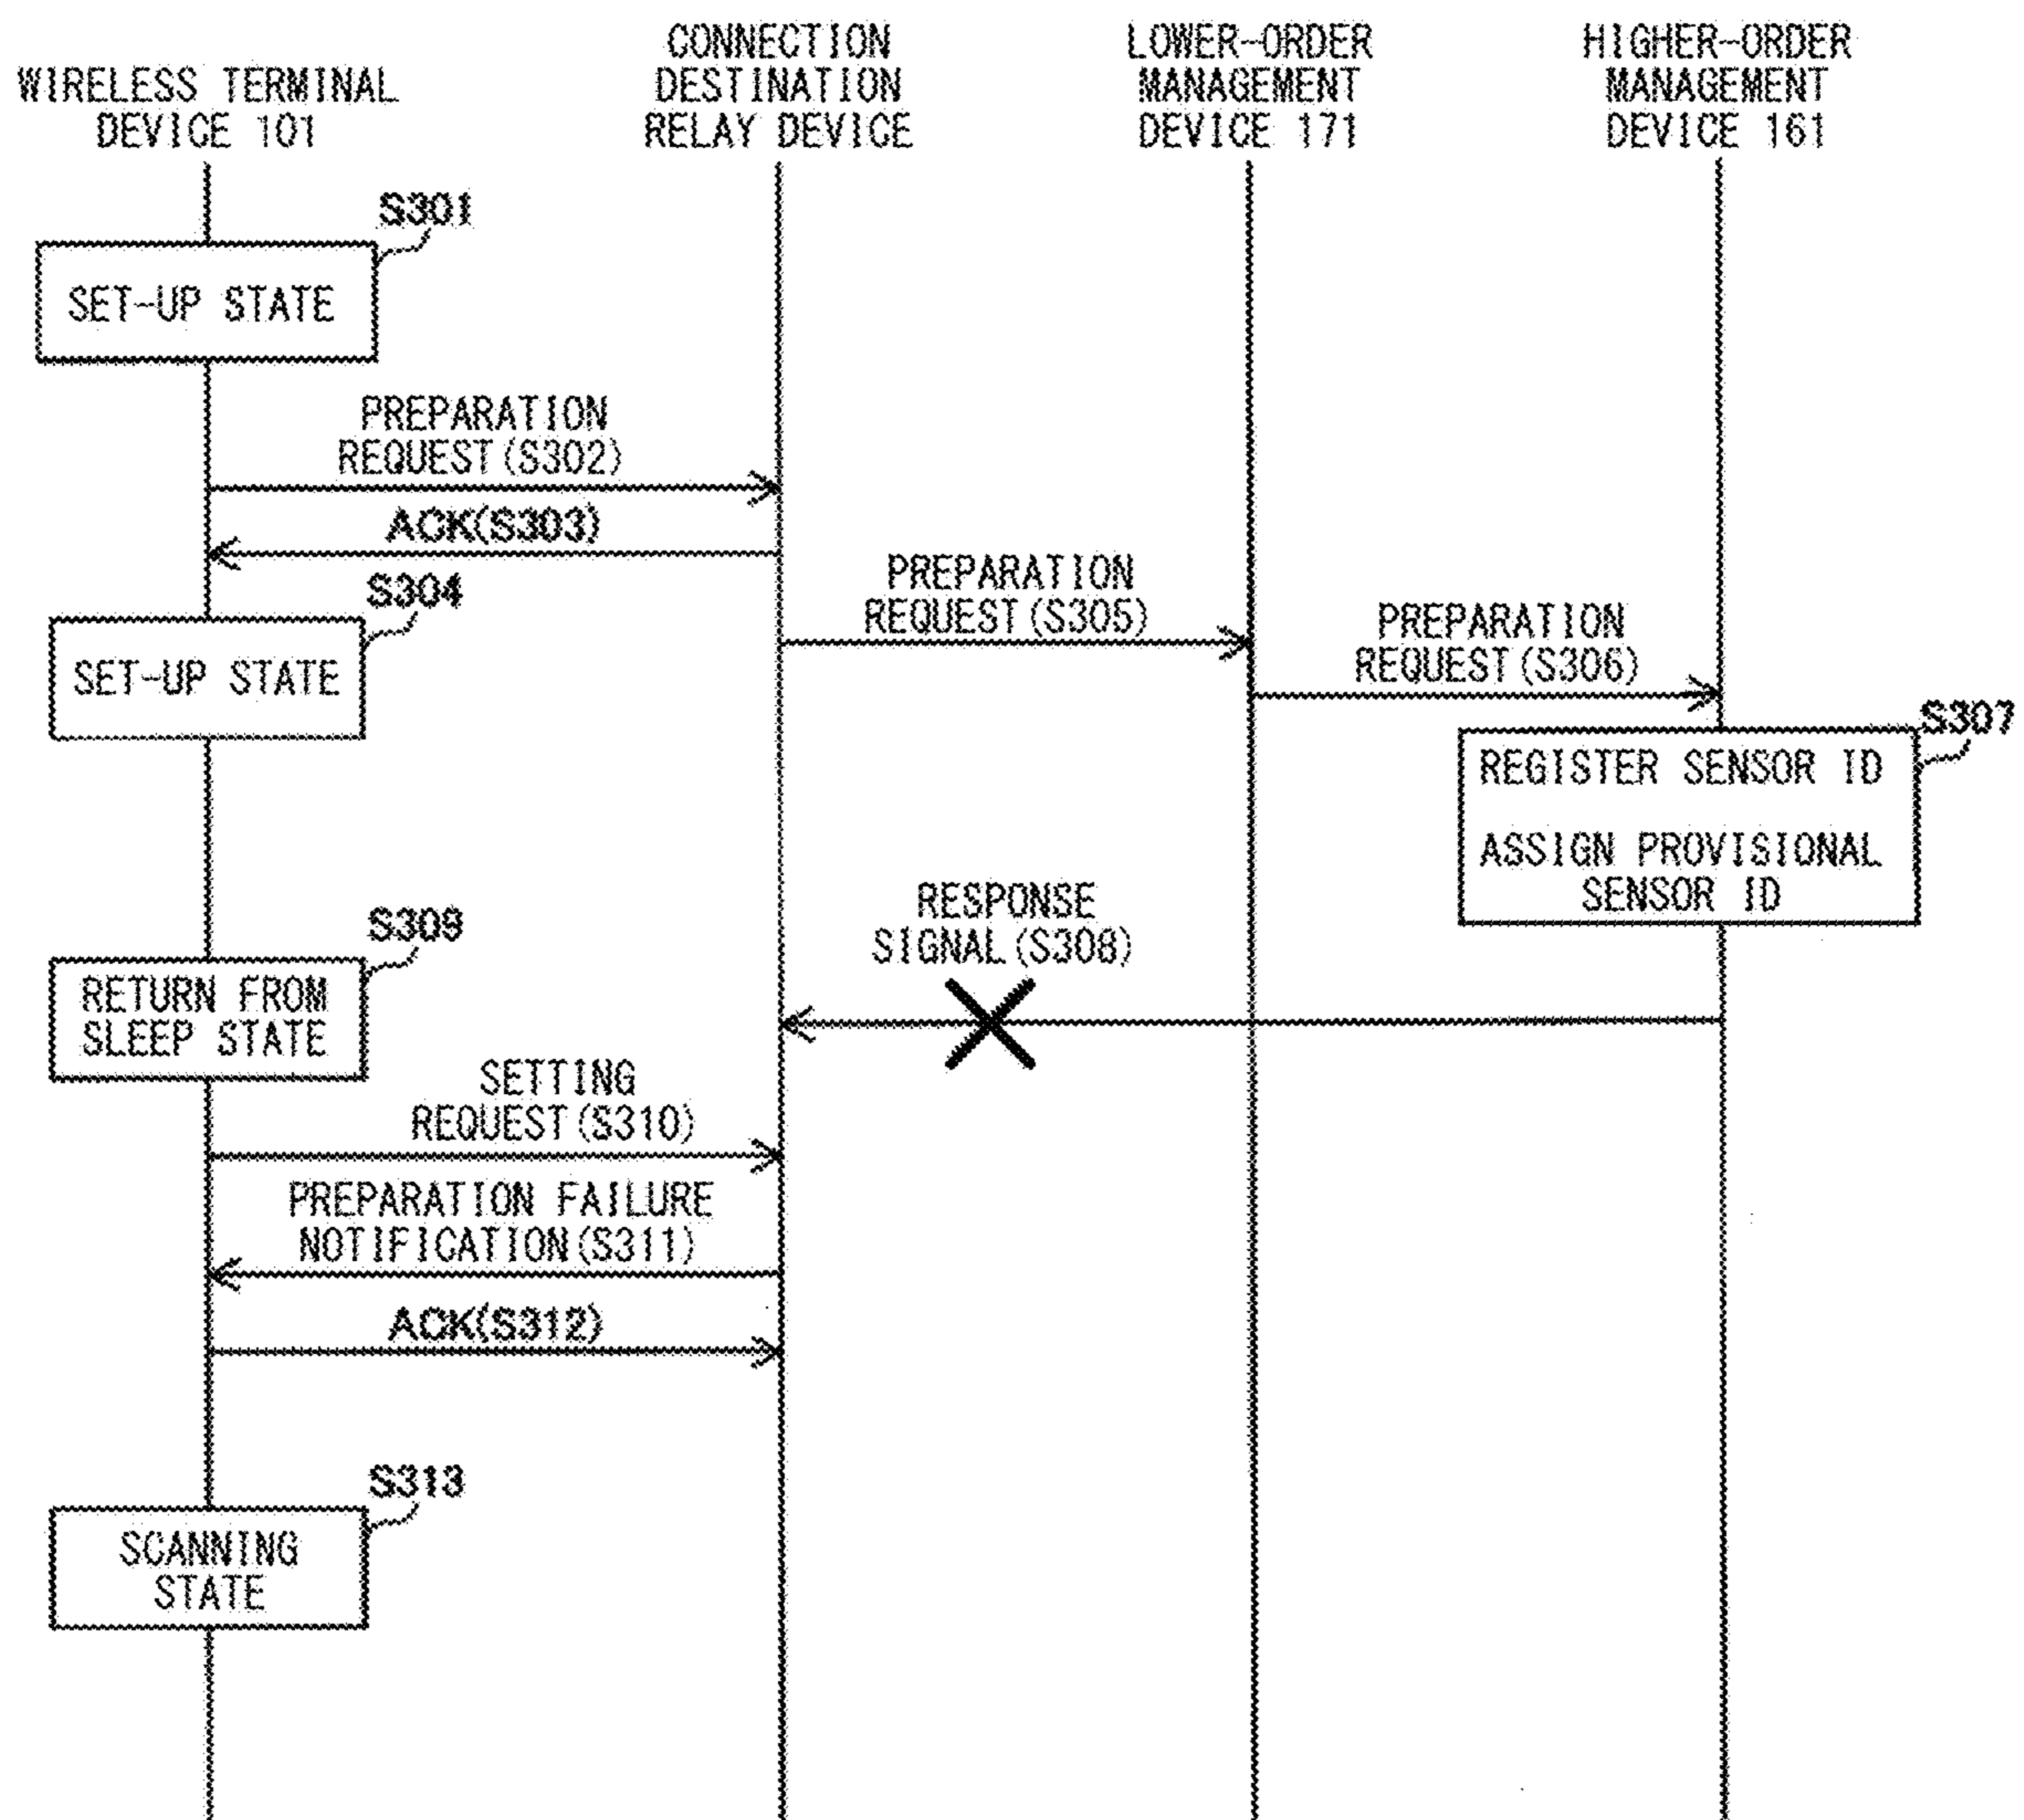 WIRELESS TERMINAL
DEVICE 101
CONNECTION
DESTINATION
RELAY DEVICE
LOWER-ORDER
MANAGEMENT
DEVICE 171
HIGHER-ORDER
MANAGEMENT
DEVICE 161
S301
SET-UP STATE
PREPARATION
REQUEST(S302)
ACK(S303)
S304
SET-UP STATE
PREPARATION
REQUEST(S305)
PREPARATION
REQUEST(S306)
S307
REGISTER SENSOR ID
ASSIGN PROVISIONAL
SENSOR ID
RESPONSE
SIGNAL(S308)
S309
RETURN FROM
SLEEP STATE
SETTING
REQUEST(S310)
PREPARATION FAILURE
NOTIFICATION(S311)
ACK(S312)
S313
SCANNING
STATE